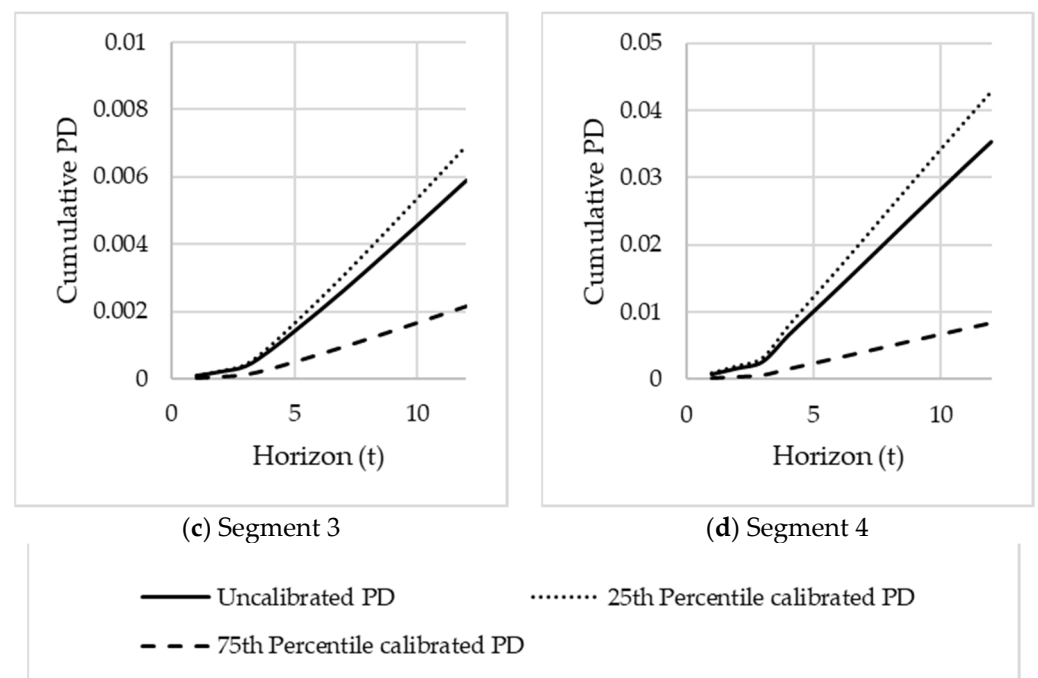 0.01
0.008
0.006
0.004
0.002
0
Cumulative PD
0 5 10
Horizon (t)
(c) Segment 3
0.05
0.04
0.03
0.02
0.01
0
Cumulative PD
0 5 10
Horizon (t)
(d) Segment 4
Uncalibrated PD
25th Percentile calibrated PD
75th Percentile calibrated PD